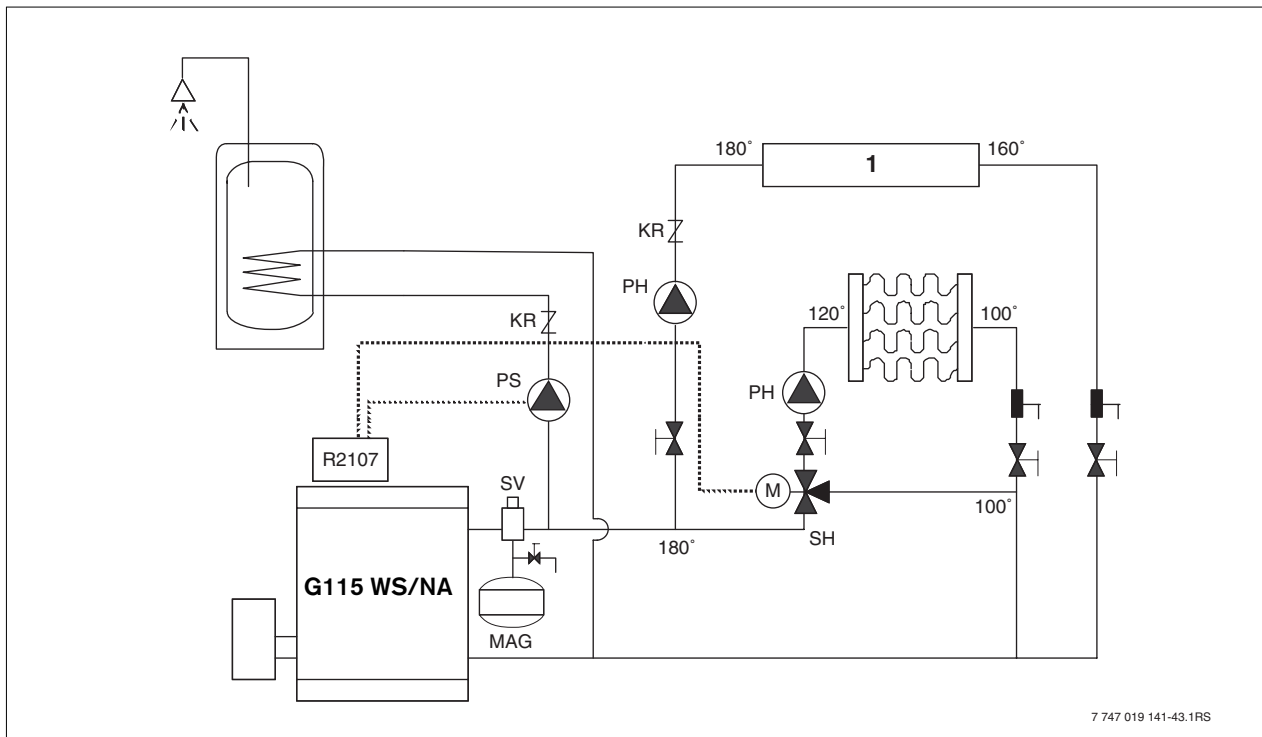 180°
1
160°
KR
PH
120°
100°
KR
PS
PH
R2107
SV
M
100°
180°
SH
G115 WS/NA
MAG
7 747 019 141-43.1RS